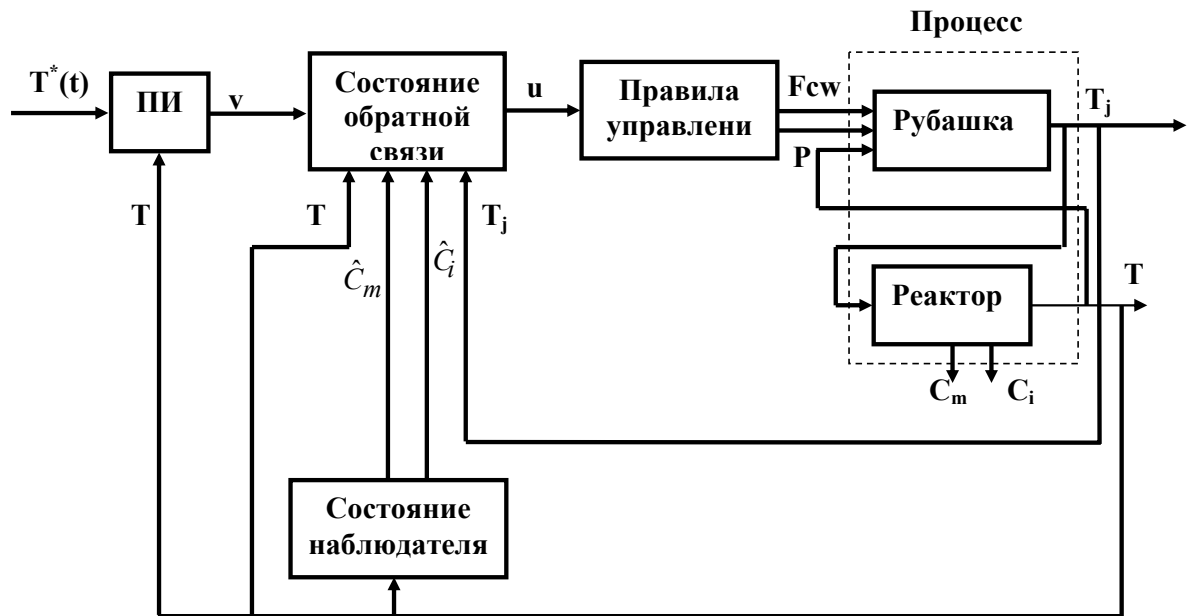 Процесс
T*(t)
ПИ
v
Состояние
обратной
связи
u
Правила
управлени
Fcw
P
Рубашка
Tj
T
T
Ĉm
Ĉi
Tj
Реактор
T
Cm
Ci
Состояние
наблюдателя